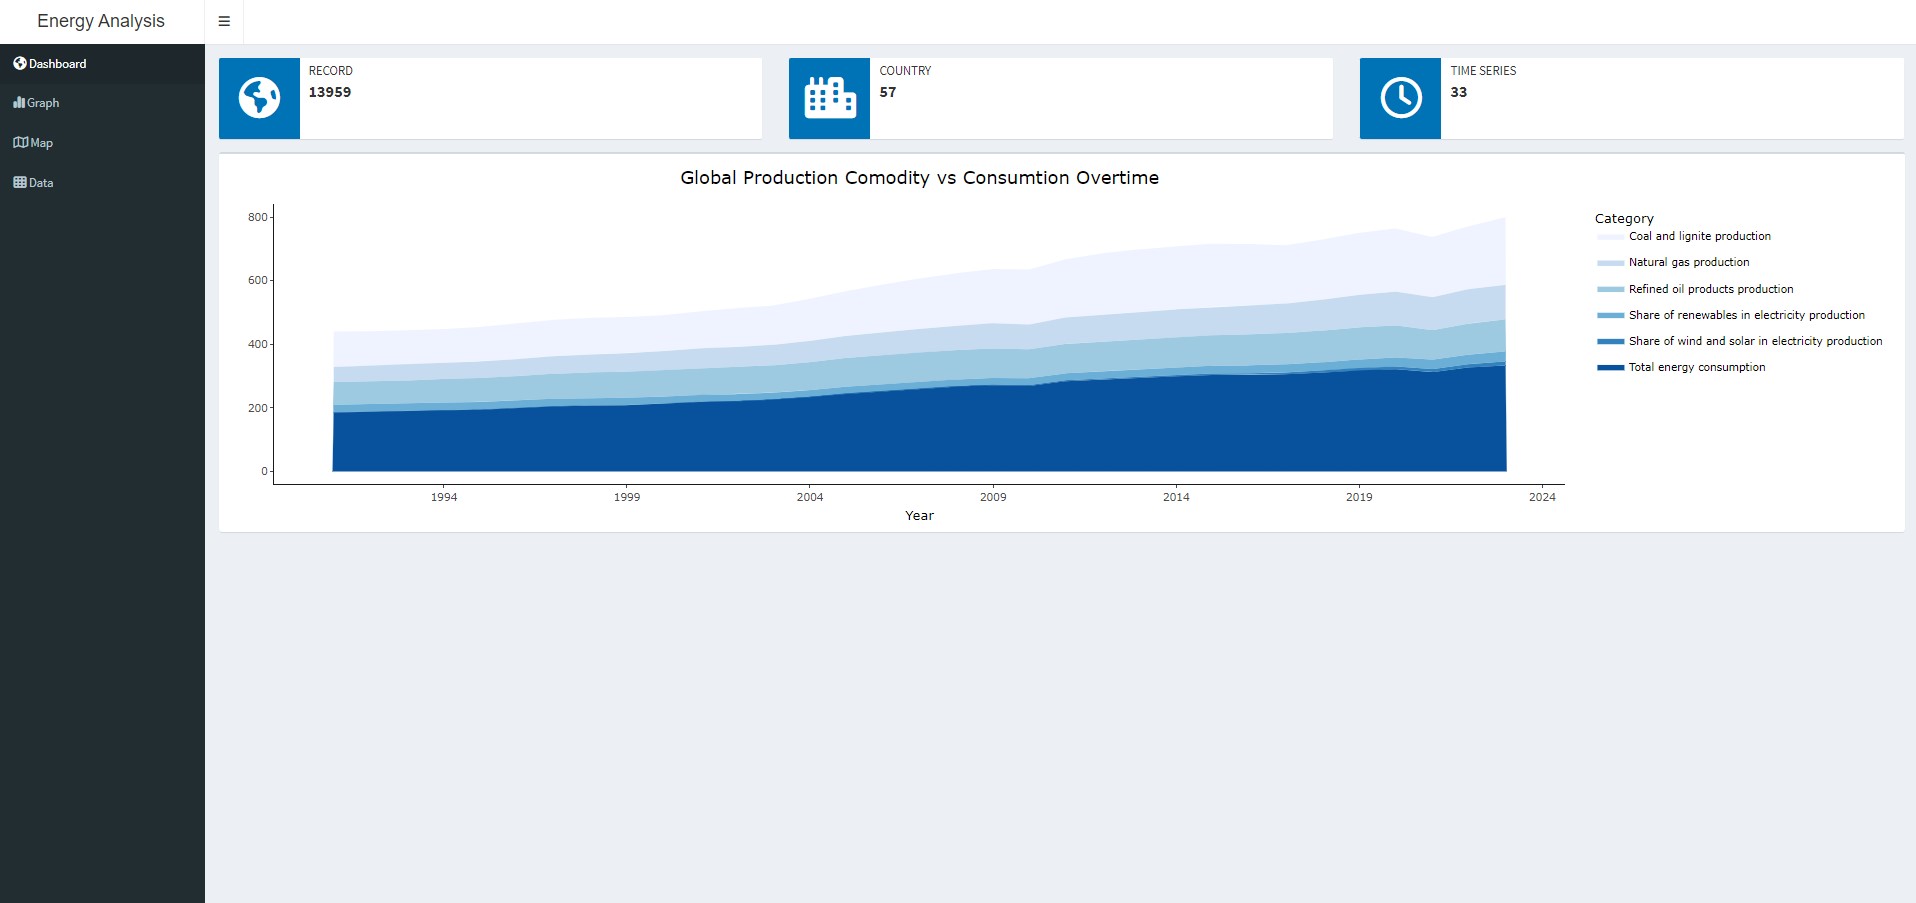 Energy Analysis
Dashboard
Graph
Map
Data
RECORD
13959
COUNTRY
57
TIME SERIES
33
Global Production Comodity vs Consumtion Overtime
800
600
400
200
0
1994 1999 2004 2009 2014 2019 2024
Year
Category
Coal and lignite production
Natural gas production
Refined oil products production
Share of renewables in electricity production
Share of wind and solar in electricity production
Total energy consumption